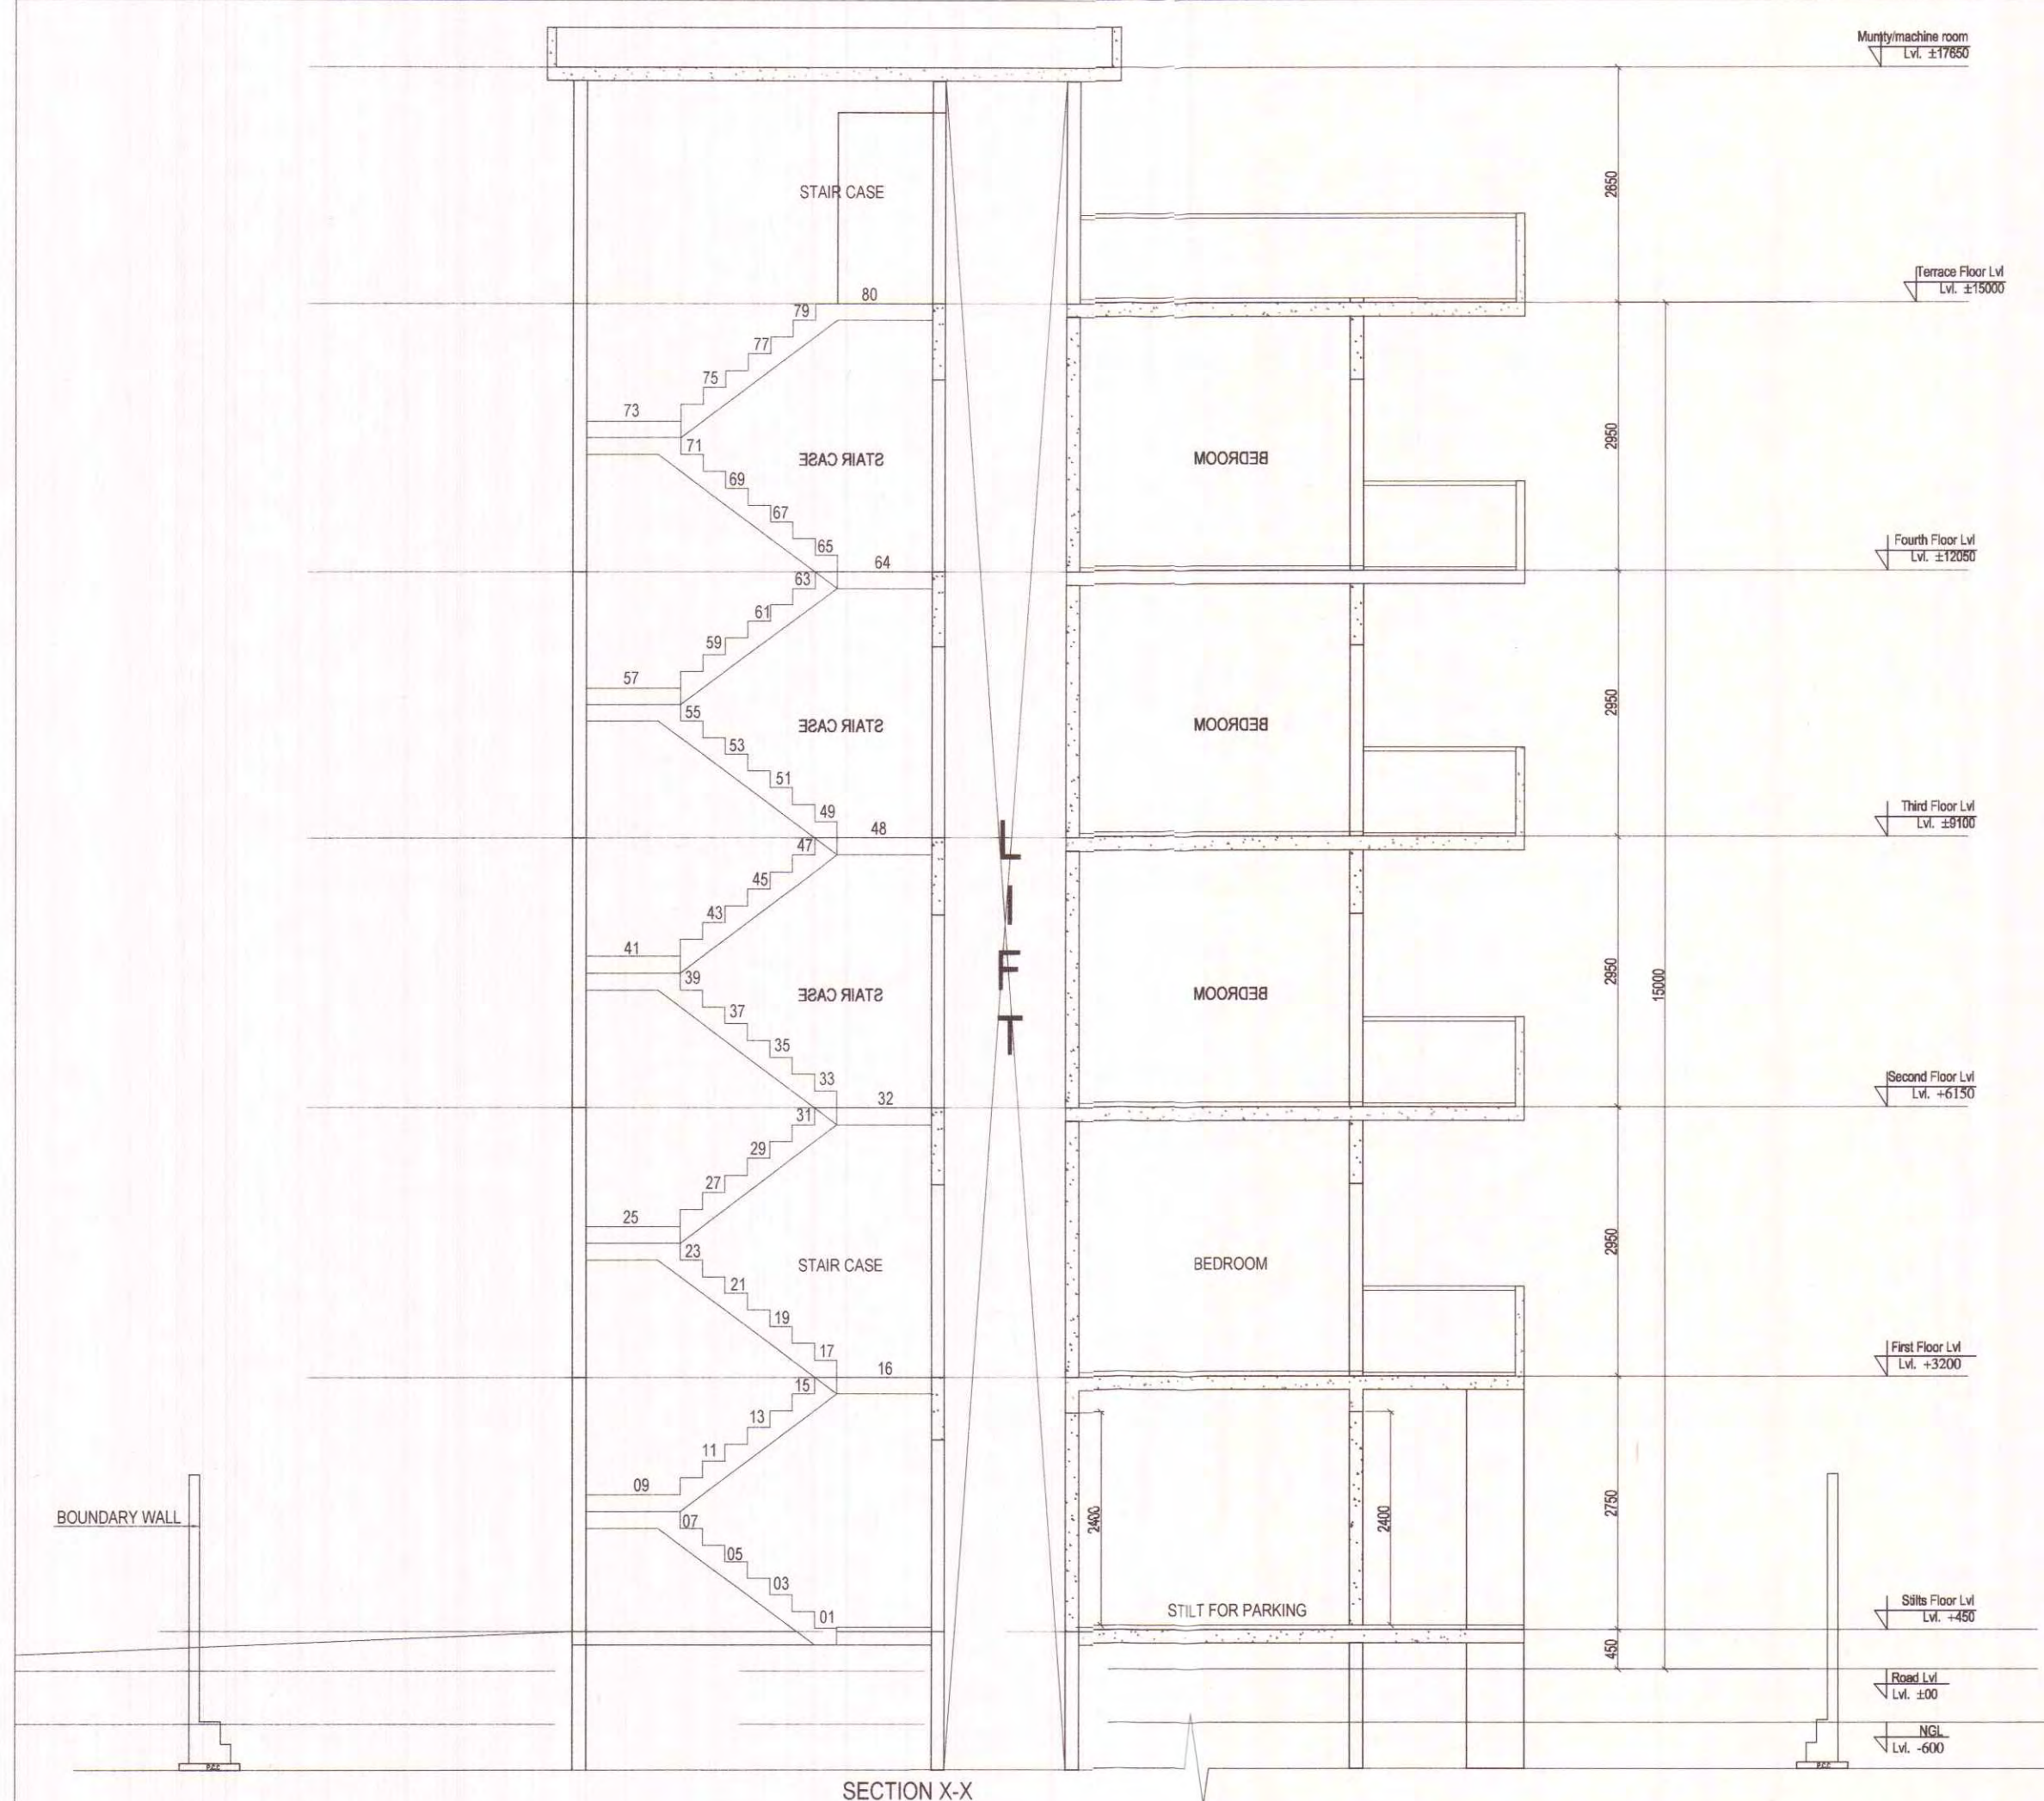 Mumty/machine room
Lvl. ±17650
2650
STAIR CASE
Terrace Floor Lvl
Lvl. ±15000
80
79
77
75
73
71
69
67
65
64
STAIR CASE
BEDROOM
2950
Fourth Floor Lvl
Lvl. ±12050
63
61
59
57
55
53
51
49
48
STAIR CASE
BEDROOM
2950
Third Floor Lvl
Lvl. ±9100
47
45
43
41
39
37
35
33
32
STAIR CASE
LIFT
BEDROOM
2950
15000
Second Floor Lvl
Lvl. +6150
31
29
27
25
23
21
19
17
16
STAIR CASE
BEDROOM
2950
First Floor Lvl
Lvl. +3200
15
13
11
09
07
05
03
01
BOUNDARY WALL
2400
2400
2750
STILT FOR PARKING
Stilts Floor Lvl
Lvl. +450
450
Road Lvl
Lvl. ±00
NGL
Lvl. -600
P.C.C
P.C.C
SECTION X-X